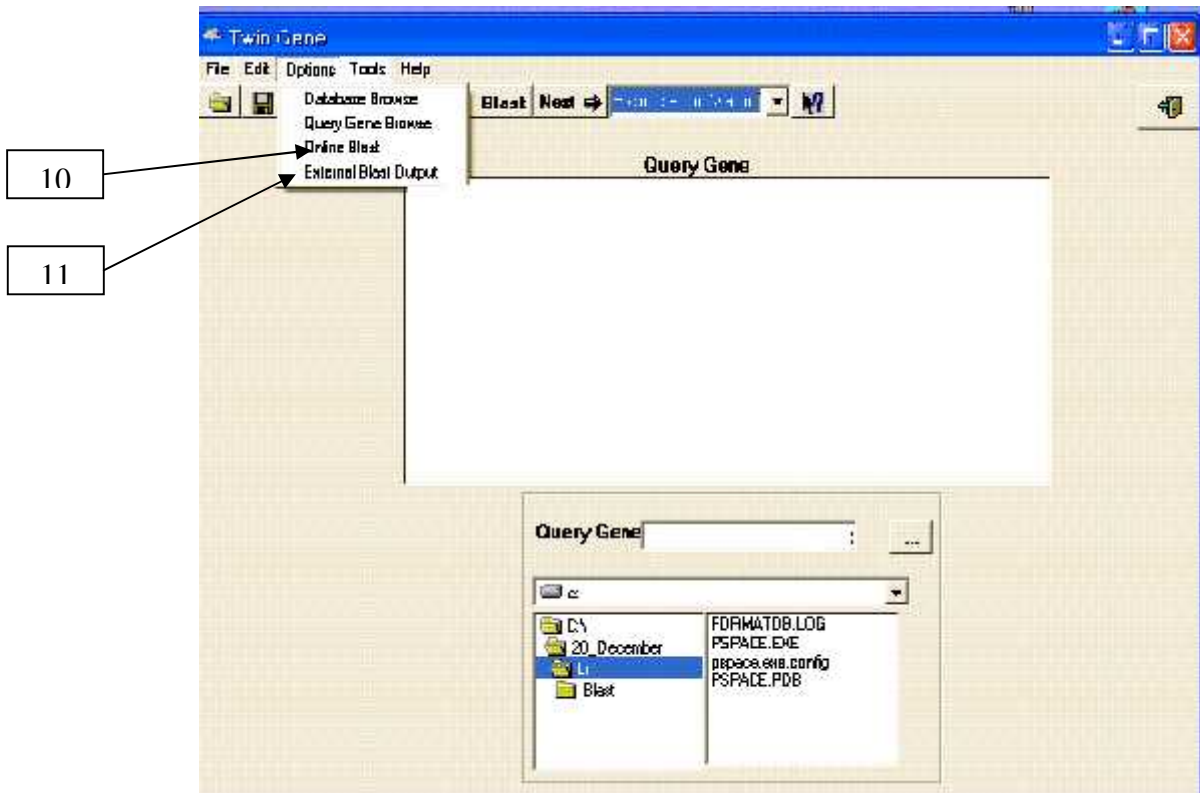 Twin Gene
File Edit Options Tools Help
Database Browse
Query Gene Browse
Online Blast
External Blast Output
Blast Next
10
11
Query Gene
Query Gene
...
c:
C:\
20_December
Blast
FORMATDB.LOG
PSPACE.EXE
pspace.exe.config
PSPACE.PDB